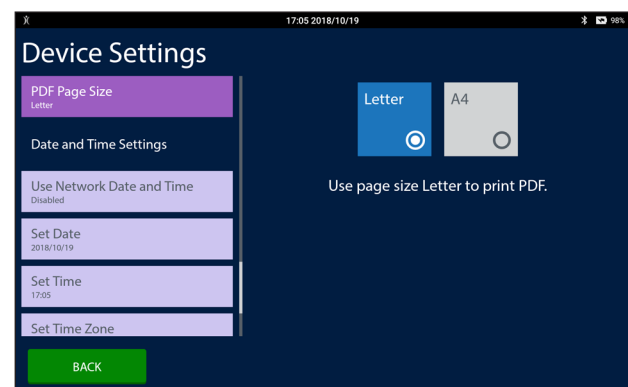 17:05 2018/10/19
98%
Device Settings
PDF Page Size
Letter
Date and Time Settings
Use Network Date and Time
Disabled
Set Date
2018/10/19
Set Time
17:05
Set Time Zone
BACK
Letter
A4
Use page size Letter to print PDF.